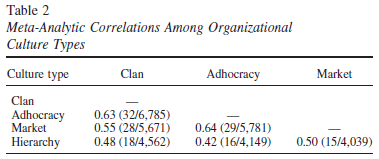 Table 2
Meta-Analytic Correlations Among Organizational
Culture Types
Culture type Clan Adhocracy Market
Clan —
Adhocracy 0.63 (32/6,785) —
Market 0.55 (28/5,671) 0.64 (29/5,781) —
Hierarchy 0.48 (18/4,562) 0.42 (16/4,149) 0.50 (15/4,039)